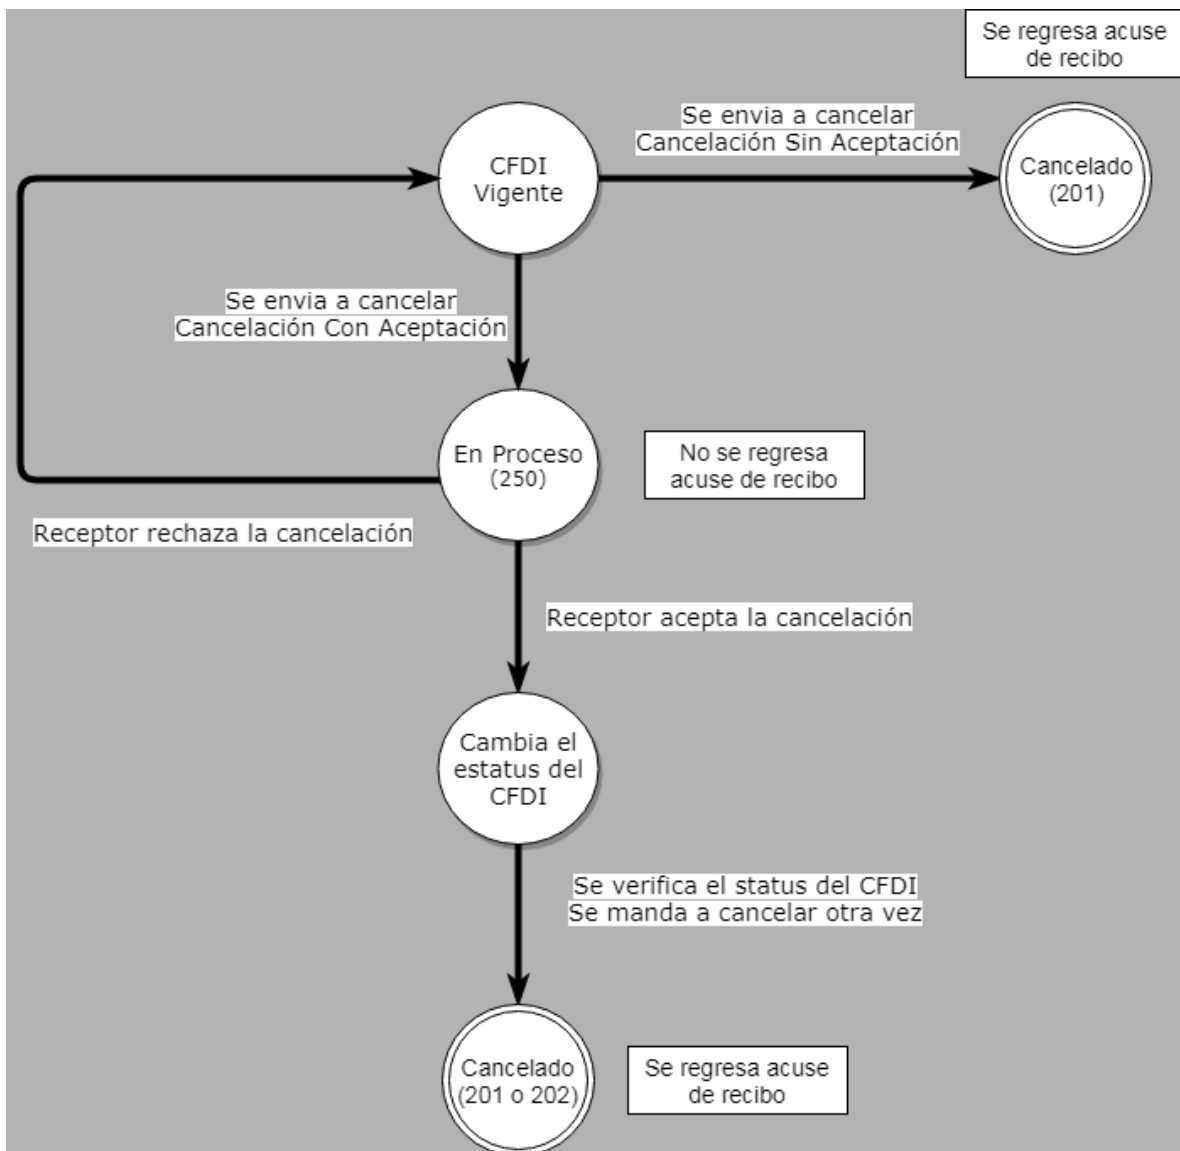 Se regresa acuse
de recibo
Se envia a cancelar
Cancelación Sin Aceptación
CFDI
Vigente
Cancelado
(201)
Se envia a cancelar
Cancelación Con Aceptación
En Proceso
(250)
No se regresa
acuse de recibo
Receptor rechaza la cancelación
Receptor acepta la cancelación
Cambia el
estatus del
CFDI
Se verifica el status del CFDI
Se manda a cancelar otra vez
Cancelado
(201 o 202)
Se regresa acuse
de recibo